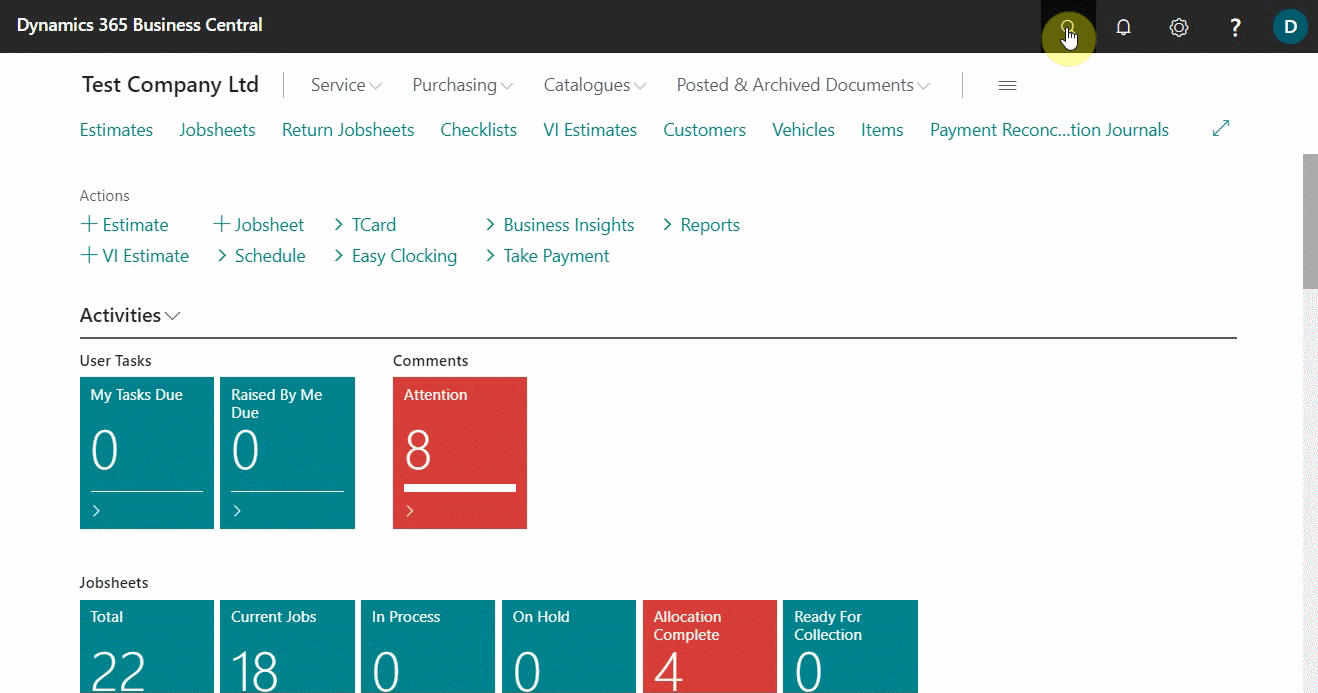 Dynamics 365 Business Central
?
D
Test Company Ltd
Service
Purchasing
Catalogues
Posted & Archived Documents
Estimates
Jobsheets
Return Jobsheets
Checklists
VI Estimates
Customers
Vehicles
Items
Payment Reconc...tion Journals
Actions
Estimate
Jobsheet
TCard
Business Insights
Reports
VI Estimate
Schedule
Easy Clocking
Take Payment
Activities
User Tasks
Comments
My Tasks Due
0
Raised By Me
Due
0
Attention
8
Jobsheets
Total
22
Current Jobs
18
In Process
0
On Hold
0
Allocation
Complete
4
Ready For
Collection
0